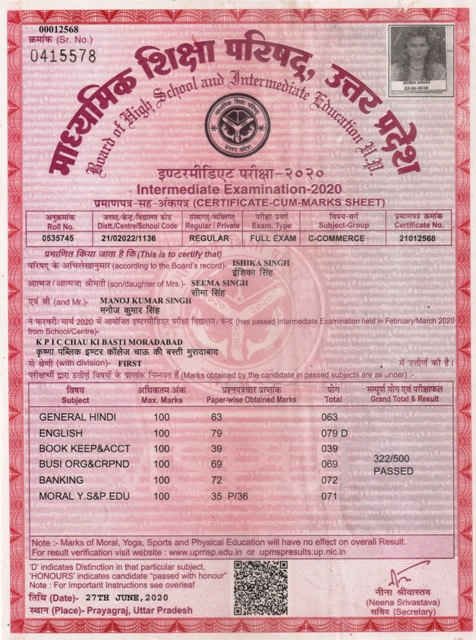 00012568
क्रमांक (Sr. No.)
0415578
माध्यमिक शिक्षा परिषद्, उत्तर प्रदेश
Board of High School and Intermediate Education U.P.
23-06-2018
इण्टरमीडिएट परीक्षा-२०२०
Intermediate Examination-2020
प्रमाणपत्र-सह-अंकपत्र (CERTIFICATE-CUM-MARKS SHEET)
अनुक्रमांक जनपद/केन्द्र/विद्यालय कोड संस्थागत/व्यक्तिगत परीक्षा प्रकार विषय-वर्ग प्रमाणपत्र क्रमांक
Roll No. Distt./Centre/School Code Regular / Private Exam. Type Subject-Group Certificate No.
0535745 21/02022/1136 REGULAR FULL EXAM C-COMMERCE 21012568
प्रमाणित किया जाता है कि(This is to certify that)
परिषद् के अभिलेखानुसार (according to the Board's record) ISHIKA SINGH
ईशिका सिंह
आत्मज / आत्मजा श्रीमती (son/daughter of Mrs.)- SEEMA SINGH
सीमा सिंह
एवं श्री (and Mr.)- MANOJ KUMAR SINGH
मनोज कुमार सिंह
ने फरवरी/ मार्च 2020 में आयोजित इण्टरमीडिएट परीक्षा विद्यालय/ केन्द्र (has passed Intermediate Examination held in February/March 2020
from School/Centre)-
K P I C CHAU KI BASTI MORADABAD
कृष्णा पब्लिक इण्टर कॉलेज चाऊ की बस्ती मुरादाबाद
से श्रेणी (with division)- FIRST में उत्तीर्ण की है।
परीक्षार्थी द्वारा उत्तीर्ण विषयों के प्राप्तांक निम्नवत हैं (Marks obtained by the candidate in passed subjects are as under) :-
विषय अधिकतम अंक प्रश्नपत्रवार प्राप्तांक योग सम्पूर्ण योग एवं परीक्षाफल
Subject Max. Marks Paper-wise Obtained Marks Total Grand Total & Result
GENERAL HINDI 100 63 063
ENGLISH 100 79 079 D
BOOK KEEP&ACCT 100 39 039
BUSI ORG&CRPND 100 69 069 322/500
BANKING 100 72 072 PASSED
MORAL Y.S&P.EDU 100 35 P/36 071
Note :- Marks of Moral, Yoga, Sports and Physical Education will have no effect on overall Result.
For result verification visit website : www.upmsp.edu.in or upmspresults.up.nic.in
'D' indicates Distinction in that particular subject,
'HONOURS' indicates candidate "passed with honour"
Note : For Important Instructions see overleaf
तिथि (Date)- 27TH JUNE, 2020
स्थान (Place)- Prayagraj, Uttar Pradesh
नीना श्रीवास्तव
(Neena Srivastava)
सचिव (Secretary)